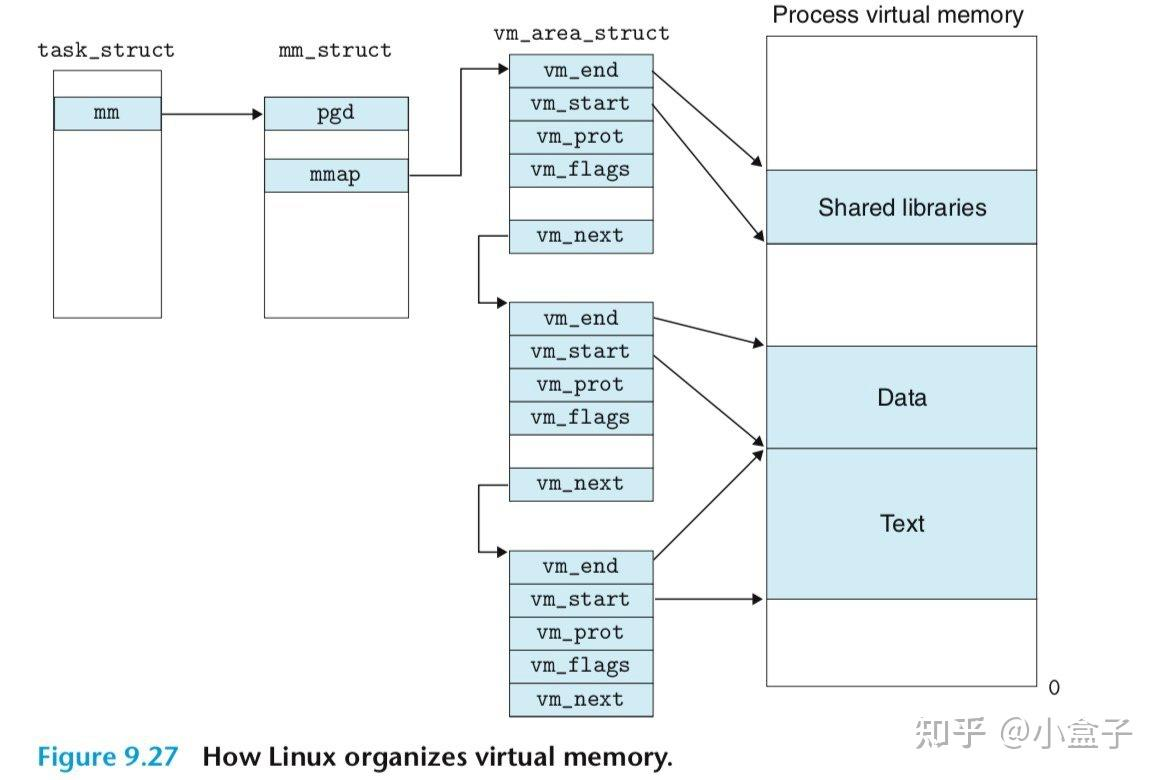 Process virtual memory
task_struct
mm_struct
vm_area_struct
mm
pgd
mmap
vm_end
vm_start
vm_prot
vm_flags
vm_next
vm_end
vm_start
vm_prot
vm_flags
vm_next
vm_end
vm_start
vm_prot
vm_flags
vm_next
Shared libraries
Data
Text
0
知乎 @小盒子
Figure 9.27 How Linux organizes virtual memory.